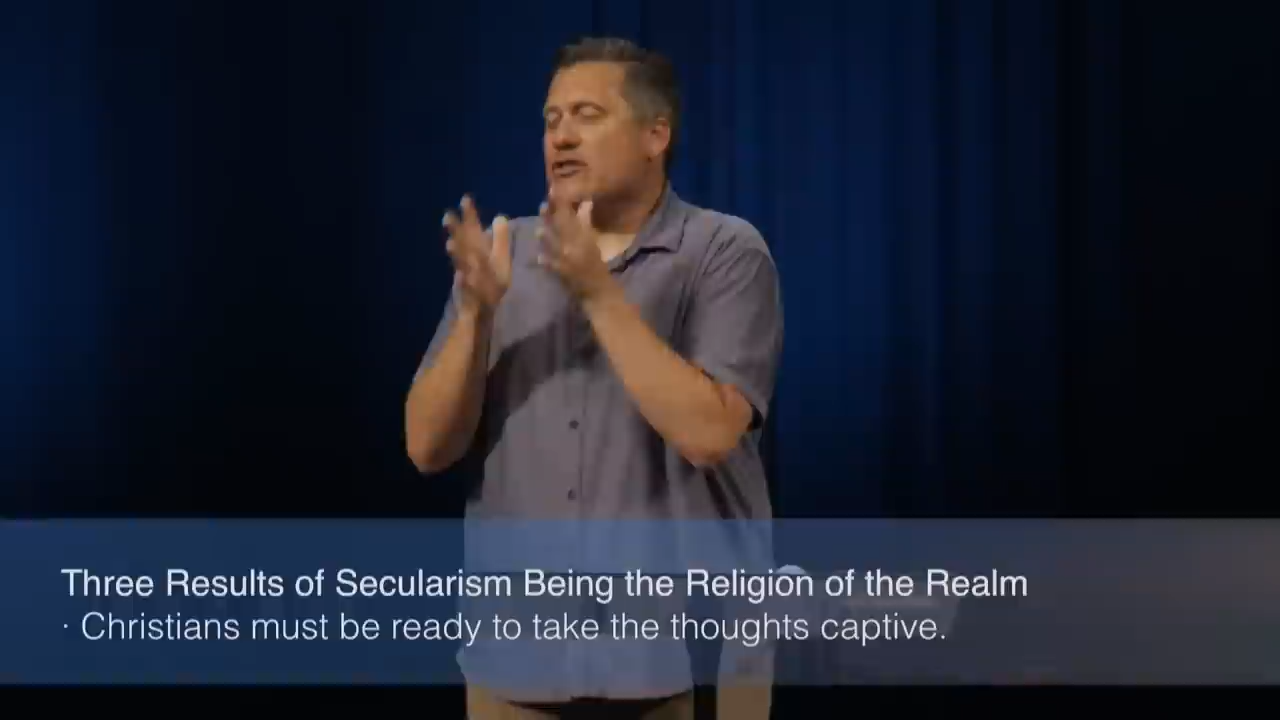 Three Results of Secularism Being the Religion of the Realm
· Christians must be ready to take the thoughts captive.